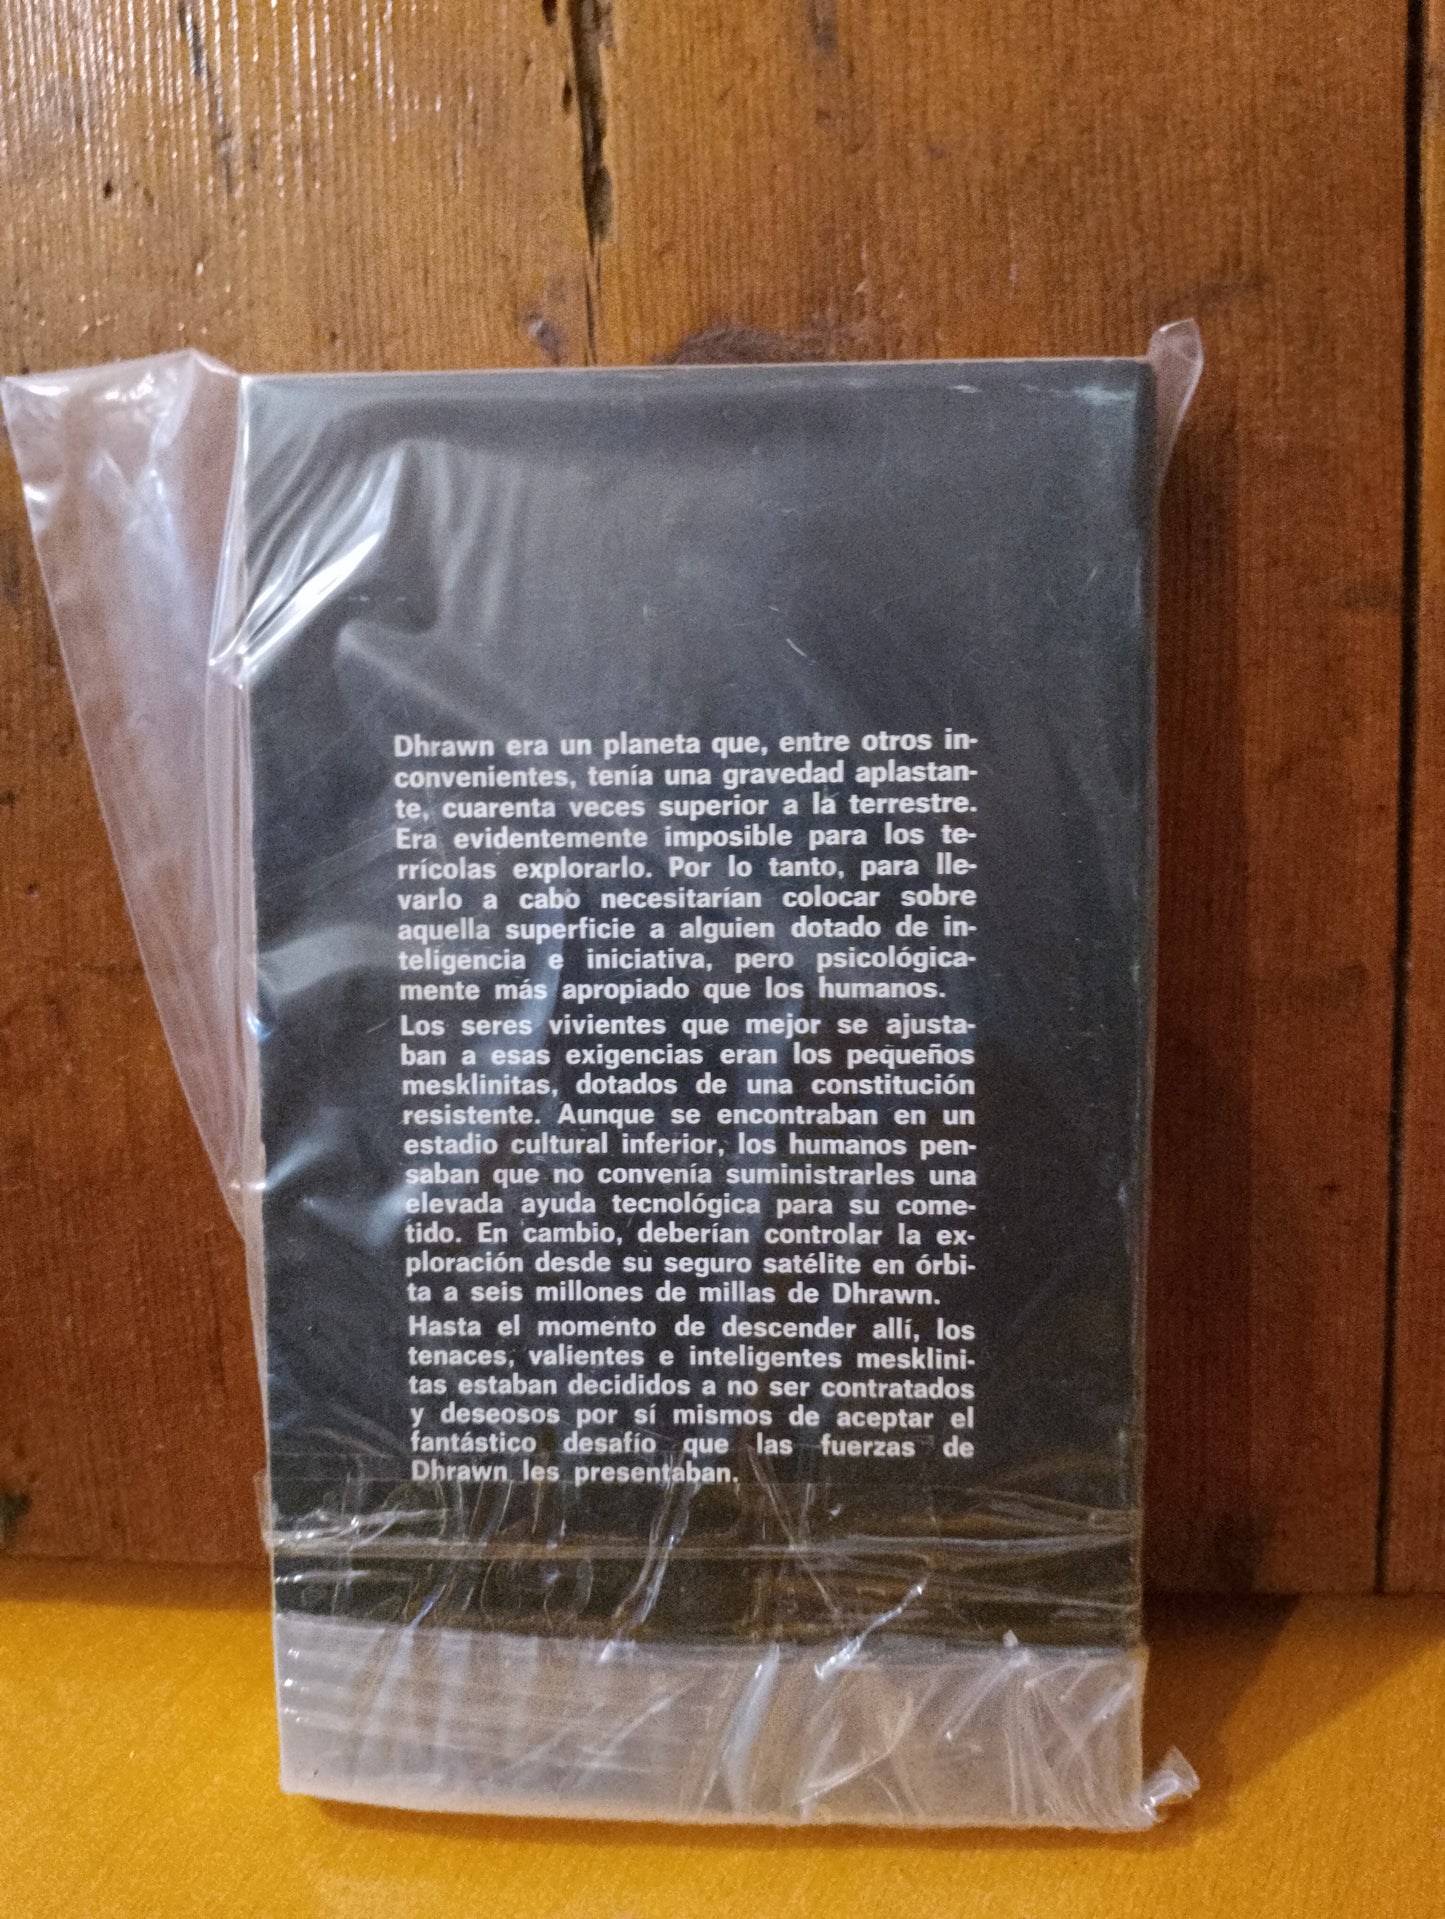 Dhrawn era un planeta que, entre otros in-
convenientes, tenía una gravedad aplastan-
te, cuarenta veces superior a la terrestre.
Era evidentemente imposible para los te-
rrícolas explorarlo. Por lo tanto, para lle-
varlo a cabo necesitarían colocar sobre
aquella superficie a alguien dotado de in-
teligencia e iniciativa, pero psicológica-
mente más apropiado que los humanos.
Los seres vivientes que mejor se ajusta-
ban a esas exigencias eran los pequeños
mesklinitas, dotados de una constitución
resistente. Aunque se encontraban en un
estadio cultural inferior, los humanos pen-
saban que no convenía suministrarles una
elevada ayuda tecnológica para su come-
tido. En cambio, deberían controlar la ex-
ploración desde su seguro satélite en órbi-
ta a seis millones de millas de Dhrawn.
Hasta el momento de descender allí, los
tenaces, valientes e inteligentes mesklini-
tas estaban decididos a no ser contratados
y deseosos por sí mismos de aceptar el
fantástico desafío que las fuerzas de
Dhrawn les presentaban.